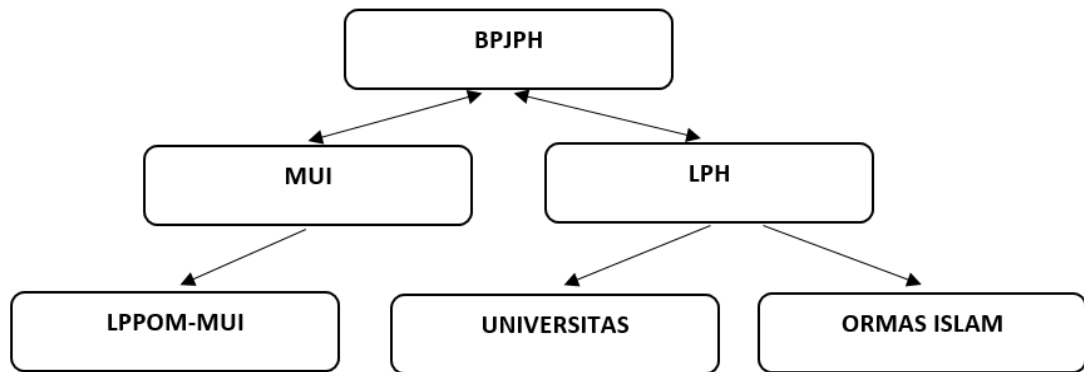 BPJPH
MUI
LPH
LPPOM-MUI
UNIVERSITAS
ORMAS ISLAM